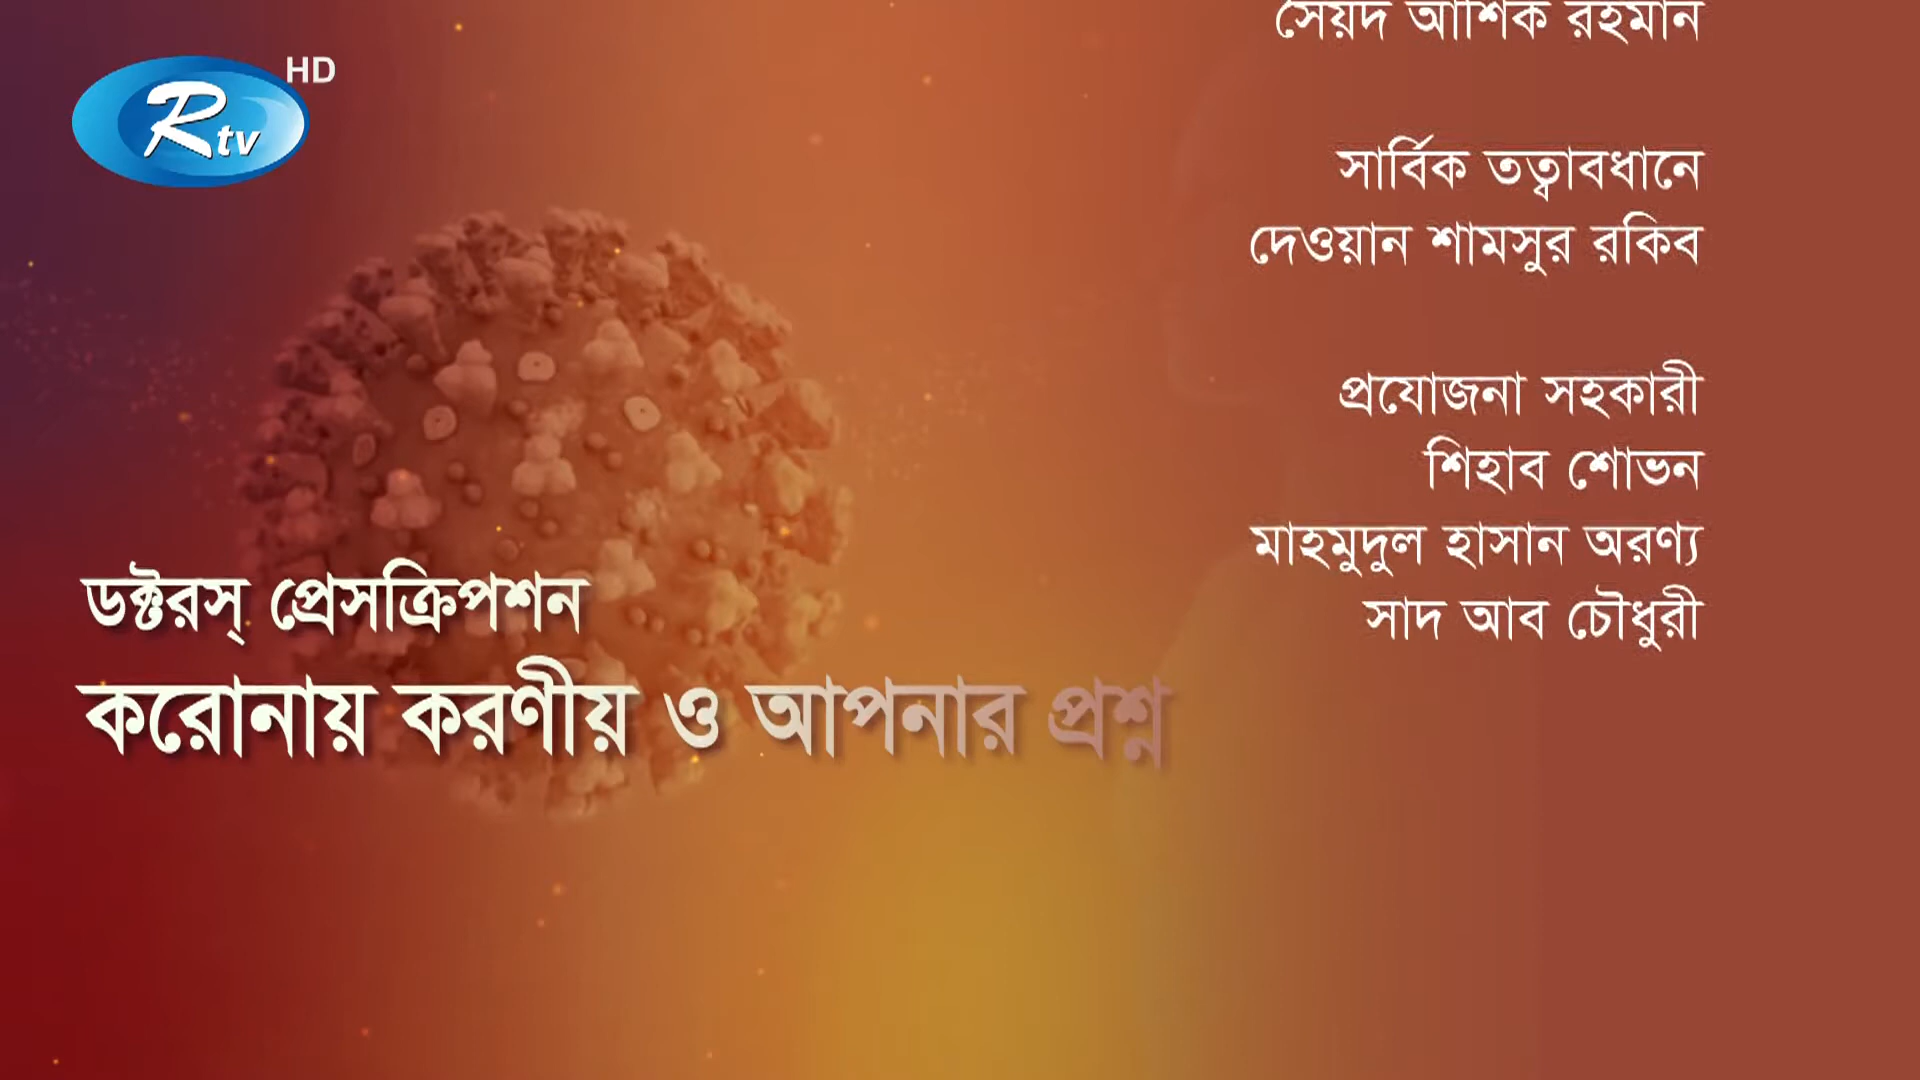 Rtv
HD
সৈয়দ আশিক রহমান
সার্বিক তত্বাবধানে
দেওয়ান শামসুর রকিব
প্রযোজনা সহকারী
শিহাব শোভন
মাহমুদুল হাসান অরণ্য
সাদ আব চৌধুরী
ডক্টরস্ প্রেসক্রিপশন
করোনায় করণীয় ও আপনার প্রশ্ন